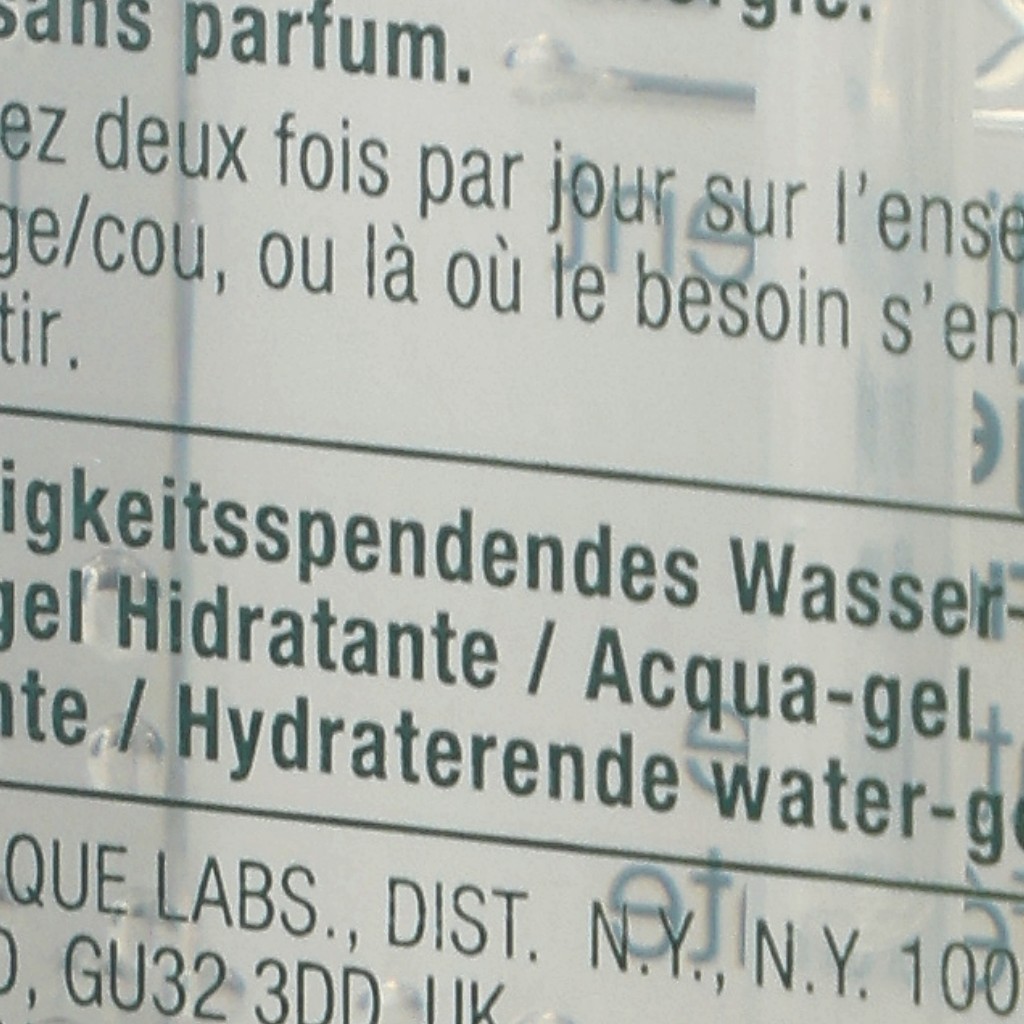 sans parfum.
ez deux fois par jour sur l'ense
ge/cou, ou là où le besoin s'en
tir.
igkeitsspendendes Wasser-
gel Hidratante / Acqua-gel
nte / Hydraterende water-ge
QUE LABS., DIST. N.Y., N.Y. 100
D, GU32 3DD, UK